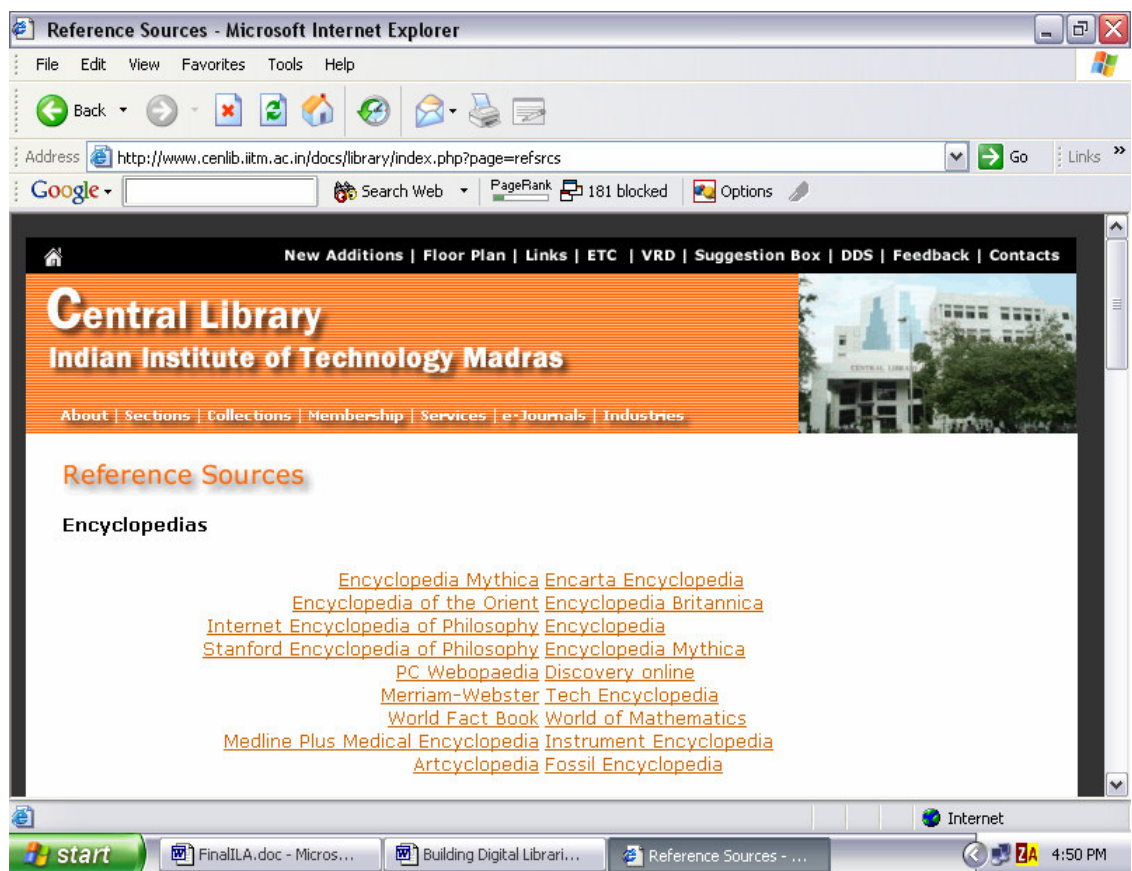 Reference Sources - Microsoft Internet Explorer
File Edit View Favorites Tools Help
Back
Address http://www.cenlib.iitm.ac.in/docs/library/index.php?page=refsrcs Go Links »
Google Search Web PageRank 181 blocked Options
New Additions | Floor Plan | Links | ETC | VRD | Suggestion Box | DDS | Feedback | Contacts
Central Library
Indian Institute of Technology Madras
CENTRAL LIBRARY
About | Sections | Collections | Membership | Services | e-Journals | Industries
Reference Sources
Encyclopedias
Encyclopedia Mythica Encarta Encyclopedia
Encyclopedia of the Orient Encyclopedia Britannica
Internet Encyclopedia of Philosophy Encyclopedia
Stanford Encyclopedia of Philosophy Encyclopedia Mythica
PC Webopaedia Discovery online
Merriam-Webster Tech Encyclopedia
World Fact Book World of Mathematics
Medline Plus Medical Encyclopedia Instrument Encyclopedia
Artcyclopedia Fossil Encyclopedia
Internet
start FinalILA.doc - Micros... Building Digital Librari... Reference Sources - ... ZA 4:50 PM